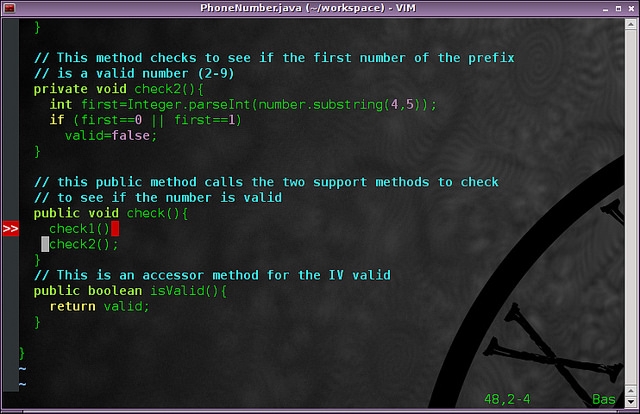 PhoneNumber.java (~/workspace) - VIM
}
// This method checks to see if the first number of the prefix
// is a valid number (2-9)
private void check2(){
int first=Integer.parseInt(number.substring(4,5));
if (first==0 || first==1)
valid=false;
}
// this public method calls the two support methods to check
// to see if the number is valid
public void check(){
>> check1()
check2();
}
// This is an accessor method for the IV valid
public boolean isValid(){
return valid;
}
}
~
~
48,2-4 Bas